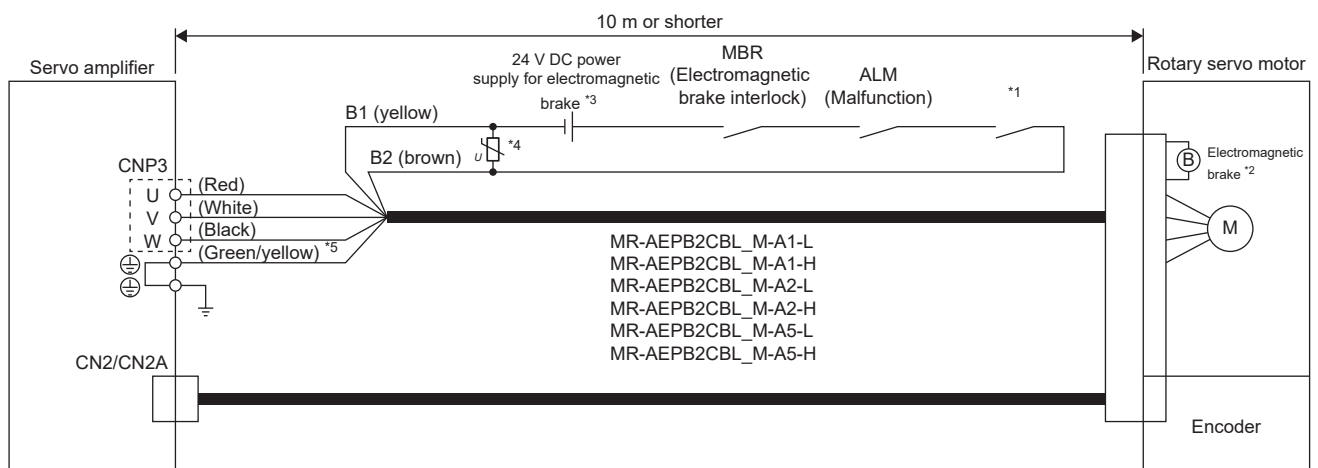 10 m or shorter
Servo amplifier
24 V DC power
supply for electromagnetic
brake *3
MBR
(Electromagnetic
brake interlock)
ALM
(Malfunction)
*1
Rotary servo motor
B1 (yellow)
U
*4
B2 (brown)
CNP3
U
(Red)
V
(White)
W
(Black)
(Green/yellow) *5
B
Electromagnetic
brake *2
M
MR-AEPB2CBL_M-A1-L
MR-AEPB2CBL_M-A1-H
MR-AEPB2CBL_M-A2-L
MR-AEPB2CBL_M-A2-H
MR-AEPB2CBL_M-A5-L
MR-AEPB2CBL_M-A5-H
CN2/CN2A
Encoder